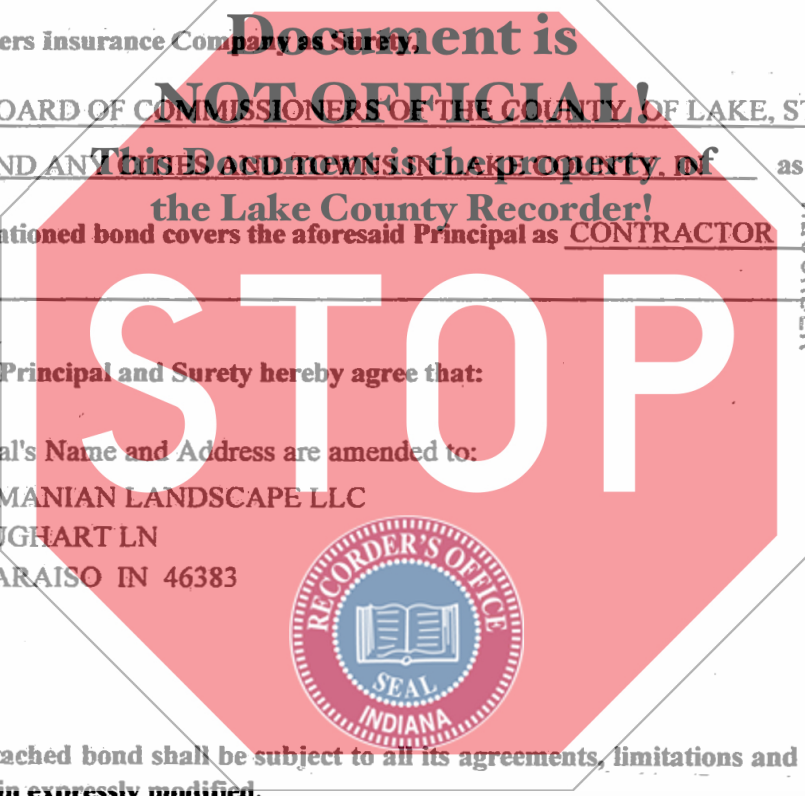 Document is
ers Insurance Company as Surety,
NOT OFFICIAL!
OARD OF COMMISSIONERS OF THE COUNTY OF LAKE, ST
This Document is the property of
ND ANY CITIES AND TOWNS IN LAKE COUNTY, IN as
the Lake County Recorder!
ntioned bond covers the aforesaid Principal as CONTRACTOR
STOP
Principal and Surety hereby agree that:
al's Name and Address are amended to:
MANIAN LANDSCAPE LLC
UGHART LN
ARAISO IN 46383
RECORDER'S OFFICE
SEAL
INDIANA
ached bond shall be subject to all its agreements, limitations and
in expressly modified.